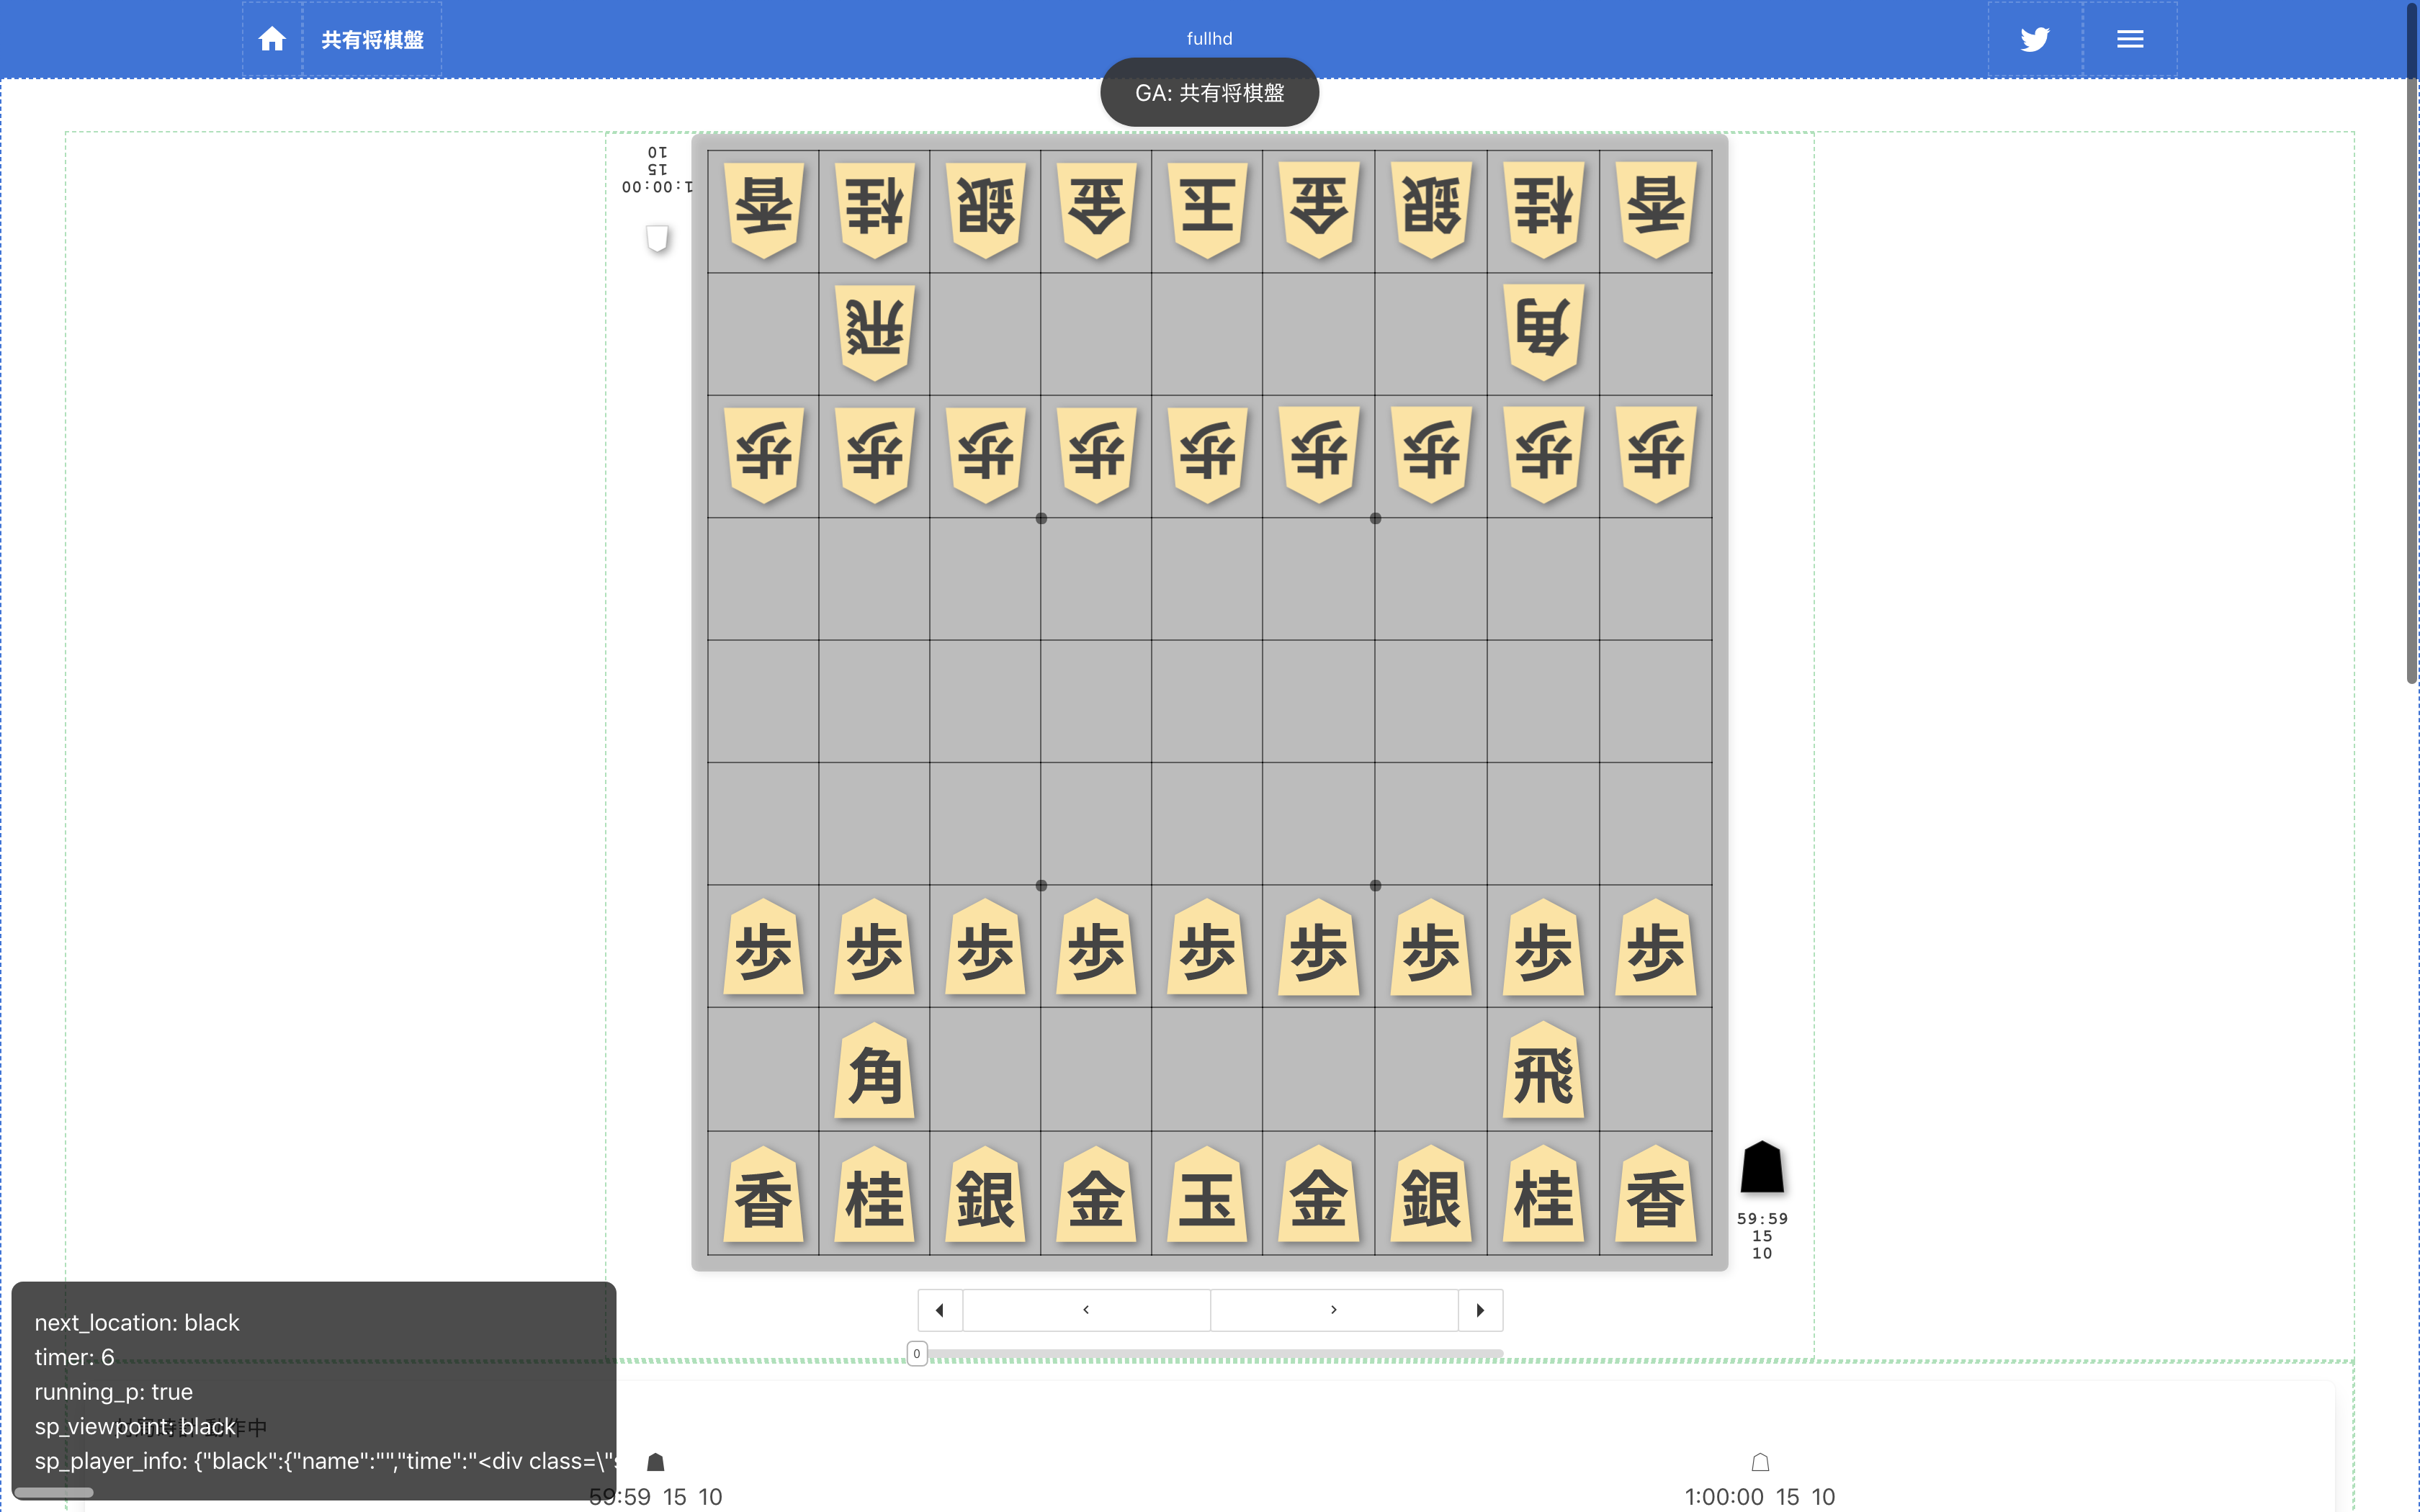 共有将棋盤
fullhd
GA: 共有将棋盤
10
15
1:00:00
香 桂 銀 金 玉 金 銀 桂 香
飛 角
歩 歩 歩 歩 歩 歩 歩 歩 歩
歩 歩 歩 歩 歩 歩 歩 歩 歩
角 飛
香 桂 銀 金 玉 金 銀 桂 香
59:59
15
10
0
next_location: black
timer: 6
running_p: true
sp_viewpoint: black
作中
sp_player_info: {"black":{"name":"","time":"<div class=\"s
59:59 15 10
1:00:00 15 10